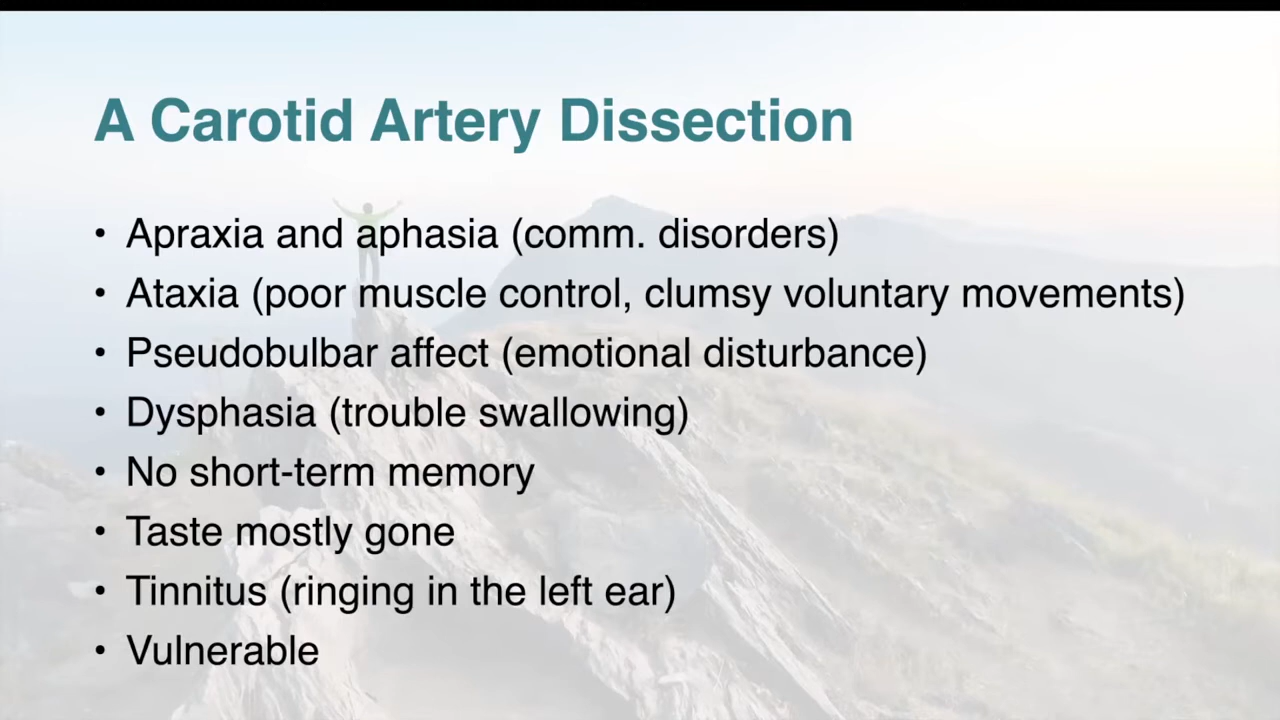 A Carotid Artery Dissection
• Apraxia and aphasia (comm. disorders)
• Ataxia (poor muscle control, clumsy voluntary movements)
• Pseudobulbar affect (emotional disturbance)
• Dysphasia (trouble swallowing)
• No short-term memory
• Taste mostly gone
• Tinnitus (ringing in the left ear)
• Vulnerable